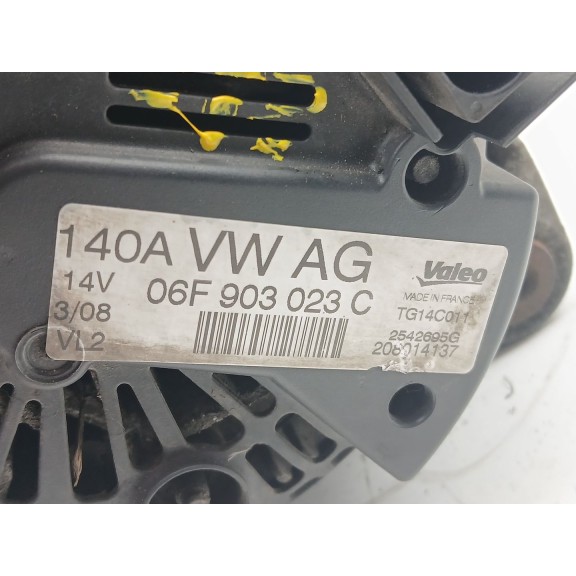 140A VW AG
14V 06F 903 023 C
3/08
VL2
Valeo
MADE IN FRANCE
TG14C011
2542695G
208014137